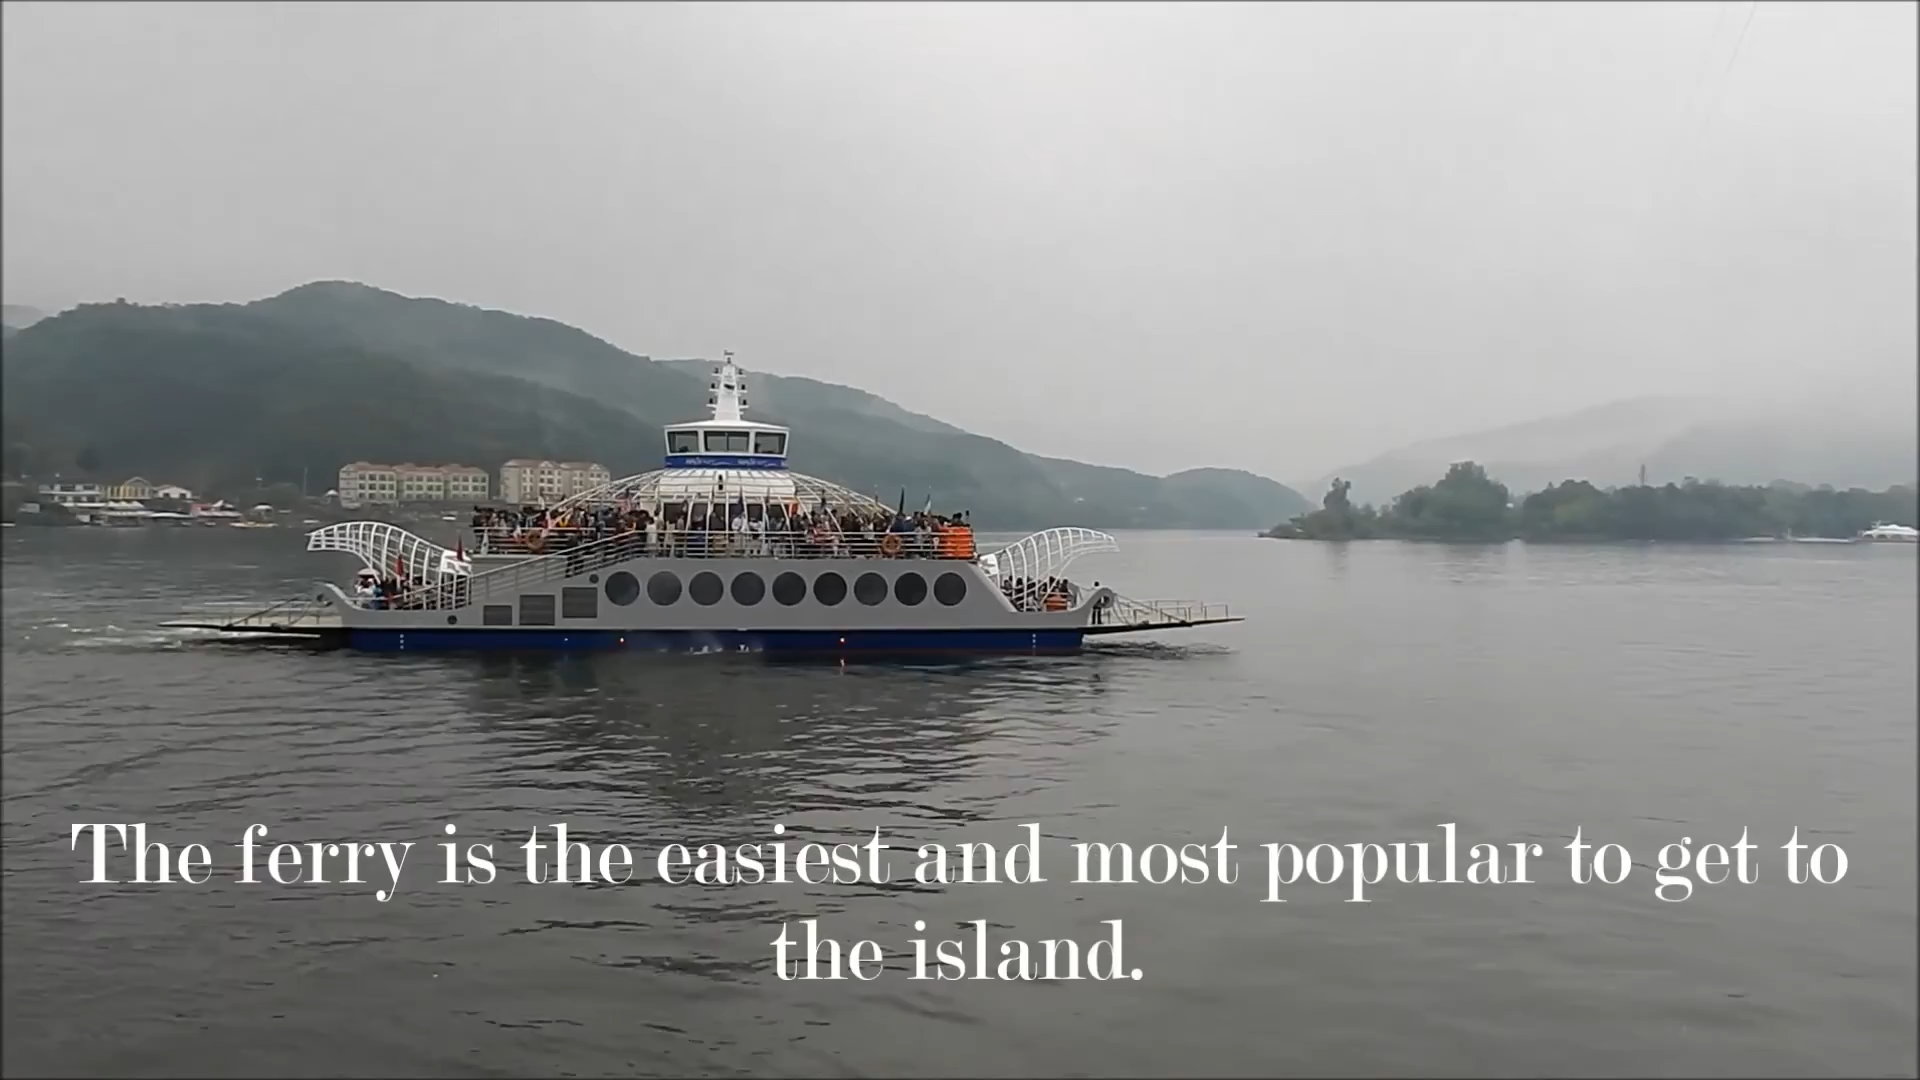 The ferry is the easiest and most popular to get to
the island.